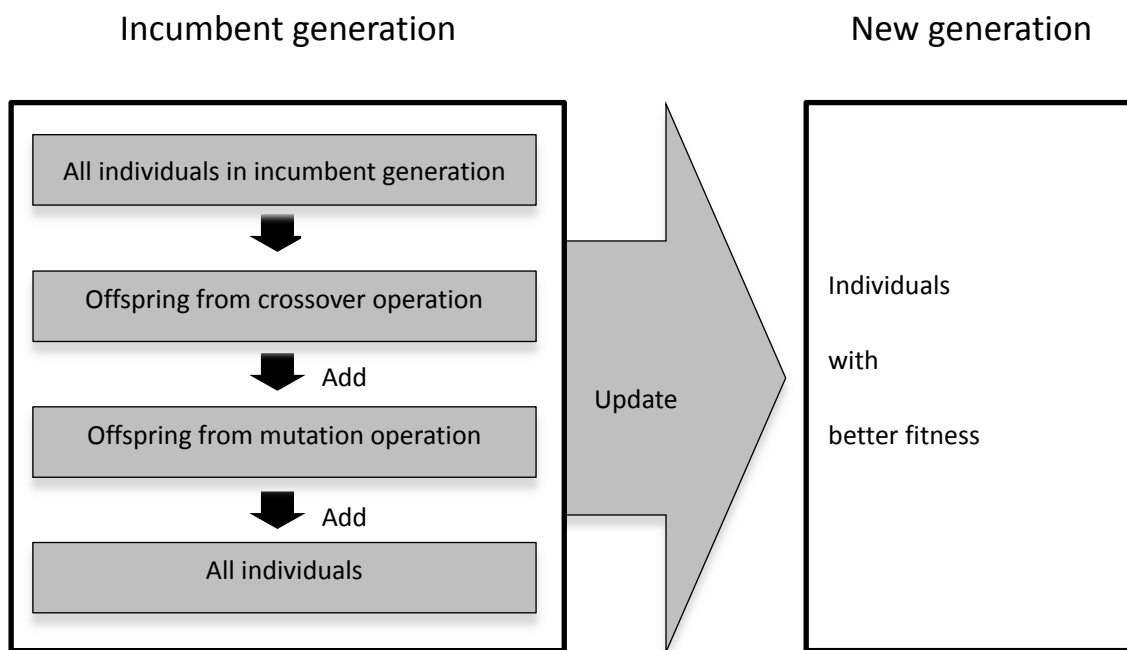 Incumbent generation
New generation
All individuals in incumbent generation
Offspring from crossover operation
Add
Offspring from mutation operation
Add
All individuals
Update
Individuals
with
better fitness